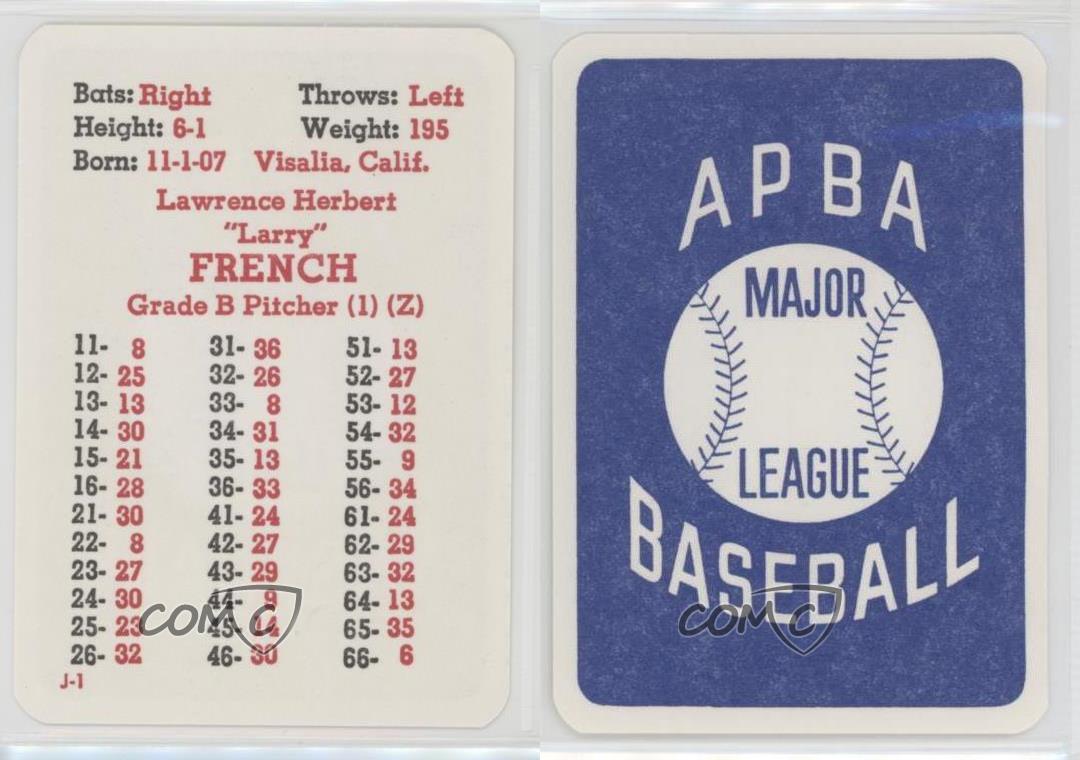 Bats: Right Throws: Left
Height: 6-1 Weight: 195
Born: 11-1-07 Visalia, Calif.
Lawrence Herbert
"Larry"
FRENCH
Grade B Pitcher (1) (Z)
11- 8 31- 36 51- 13
12- 25 32- 26 52- 27
13- 13 33- 8 53- 12
14- 30 34- 31 54- 32
15- 21 35- 13 55- 9
16- 28 36- 33 56- 34
21- 30 41- 24 61- 24
22- 8 42- 27 62- 29
23- 27 43- 29 63- 32
24- 30 44- 9 64- 13
25- 23 45- 14 65- 35
26- 32 46- 30 66- 6
J-1
COMC
APBA
MAJOR
LEAGUE
BASEBALL
COMC